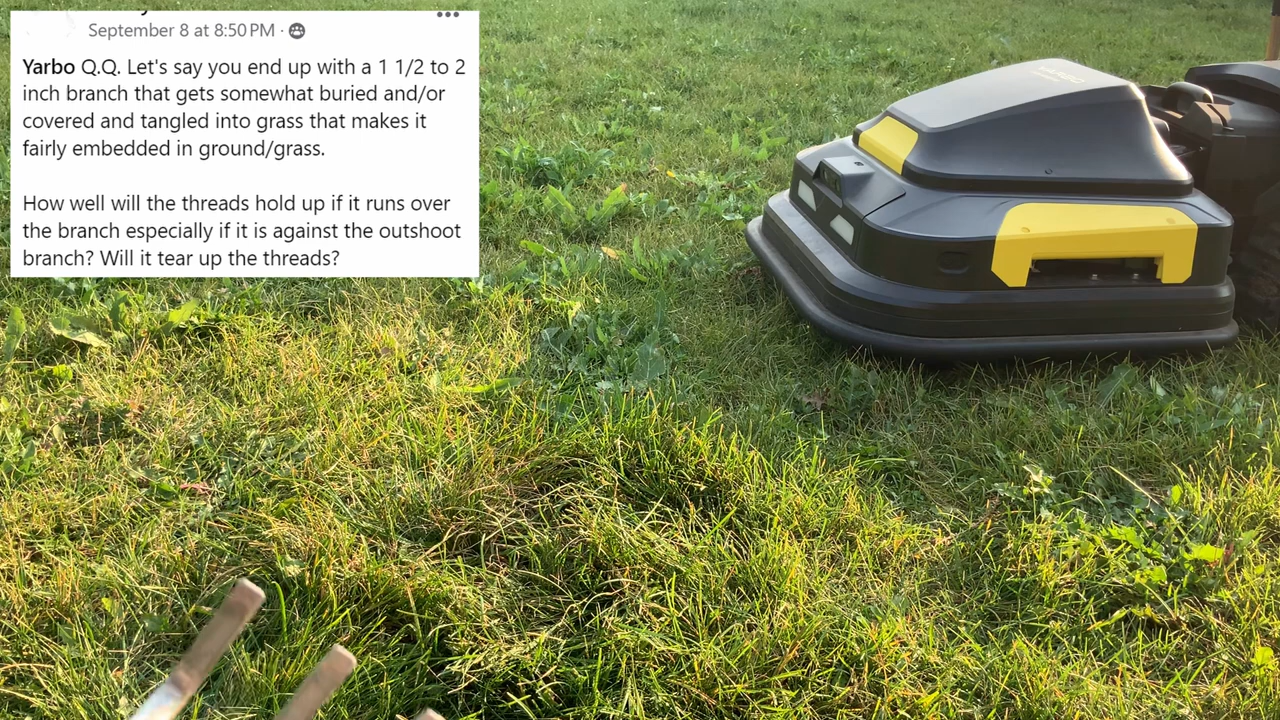 September 8 at 8:50 PM ·
Yarbo Q.Q. Let's say you end up with a 1 1/2 to 2
inch branch that gets somewhat buried and/or
covered and tangled into grass that makes it
fairly embedded in ground/grass.
How well will the threads hold up if it runs over
the branch especially if it is against the outshoot
branch? Will it tear up the threads?